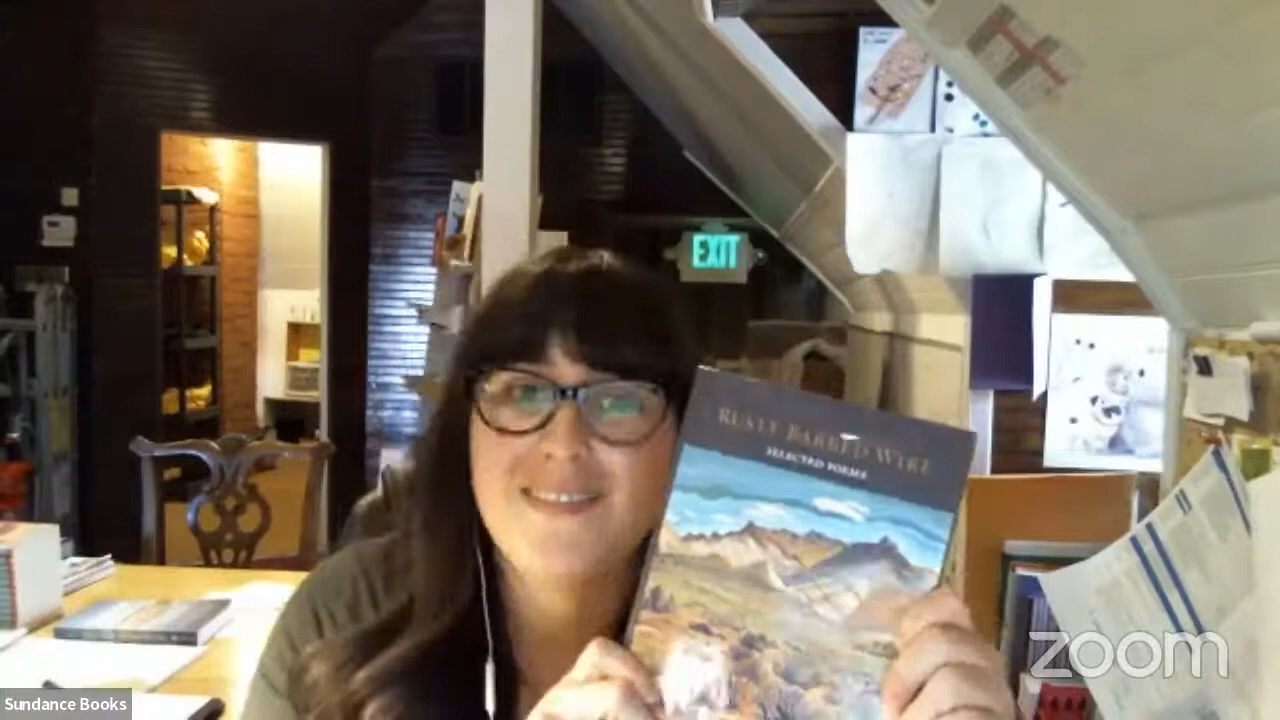 EXIT
RUSTY BARBED WIRE
SELECTED POEMS
zoom
Sundance Books